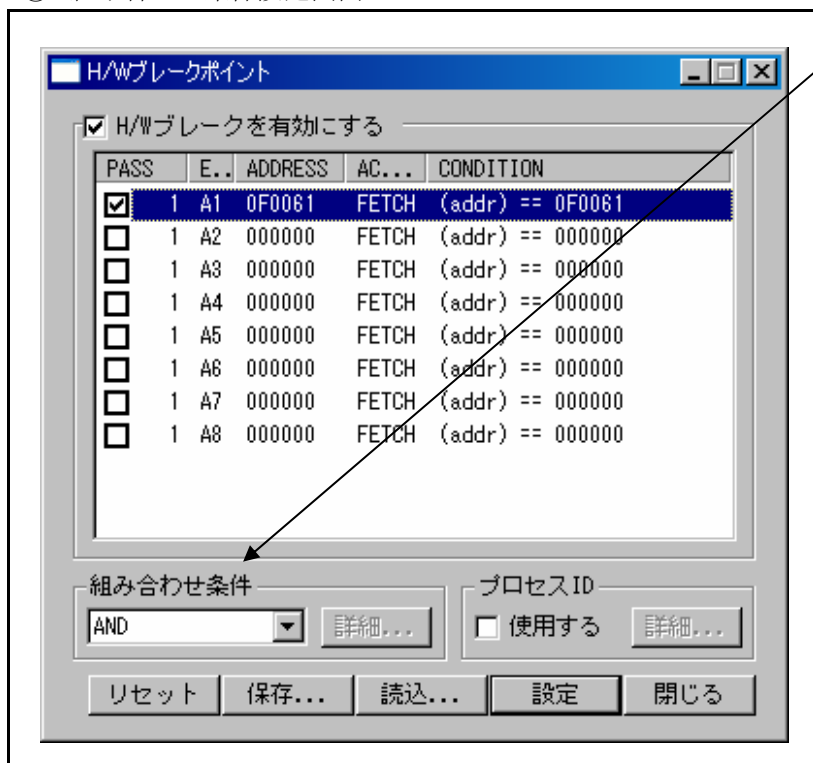 H/Wブレークポイント
H/Wブレークを有効にする
PASS E.. ADDRESS AC... CONDITION
1 A1 0F0061 FETCH (addr) == 0F0061
1 A2 000000 FETCH (addr) == 000000
1 A3 000000 FETCH (addr) == 000000
1 A4 000000 FETCH (addr) == 000000
1 A5 000000 FETCH (addr) == 000000
1 A6 000000 FETCH (addr) == 000000
1 A7 000000 FETCH (addr) == 000000
1 A8 000000 FETCH (addr) == 000000
組み合わせ条件 プロセスID
AND 詳細... 使用する 詳細...
リセット 保存... 読込... 設定 閉じる